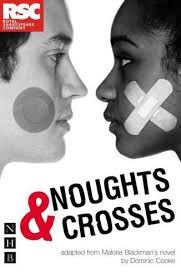 RSC
ROYAL
SHAKESPEARE
COMPANY
NOUGHTS
& CROSSES
adapted from Malorie Blackman's novel
by Dominic Cooke
NHB